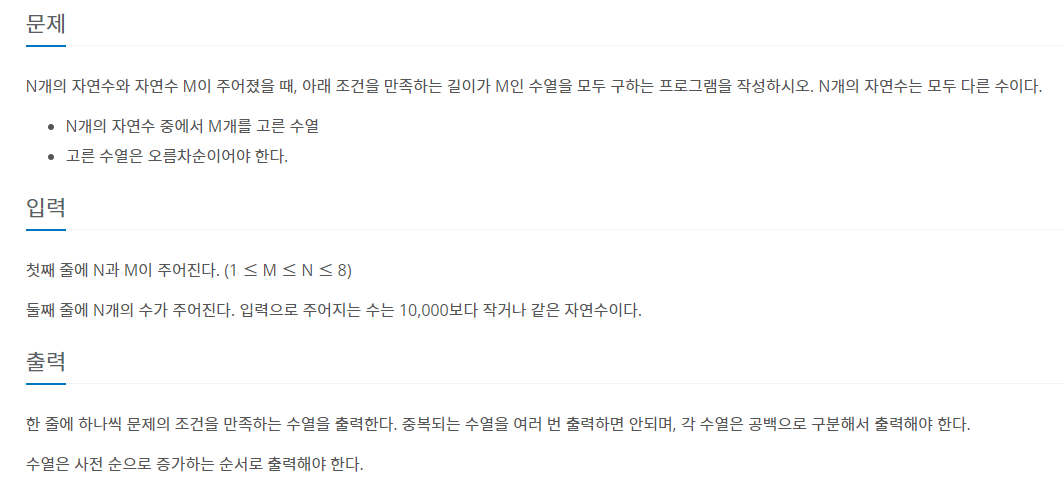 문제
N개의 자연수와 자연수 M이 주어졌을 때, 아래 조건을 만족하는 길이가 M인 수열을 모두 구하는 프로그램을 작성하시오. N개의 자연수는 모두 다른 수이다.
• N개의 자연수 중에서 M개를 고른 수열
• 고른 수열은 오름차순이어야 한다.
입력
첫째 줄에 N과 M이 주어진다. (1 ≤ M ≤ N ≤ 8)
둘째 줄에 N개의 수가 주어진다. 입력으로 주어지는 수는 10,000보다 작거나 같은 자연수이다.
출력
한 줄에 하나씩 문제의 조건을 만족하는 수열을 출력한다. 중복되는 수열을 여러 번 출력하면 안되며, 각 수열은 공백으로 구분해서 출력해야 한다.
수열은 사전 순으로 증가하는 순서로 출력해야 한다.